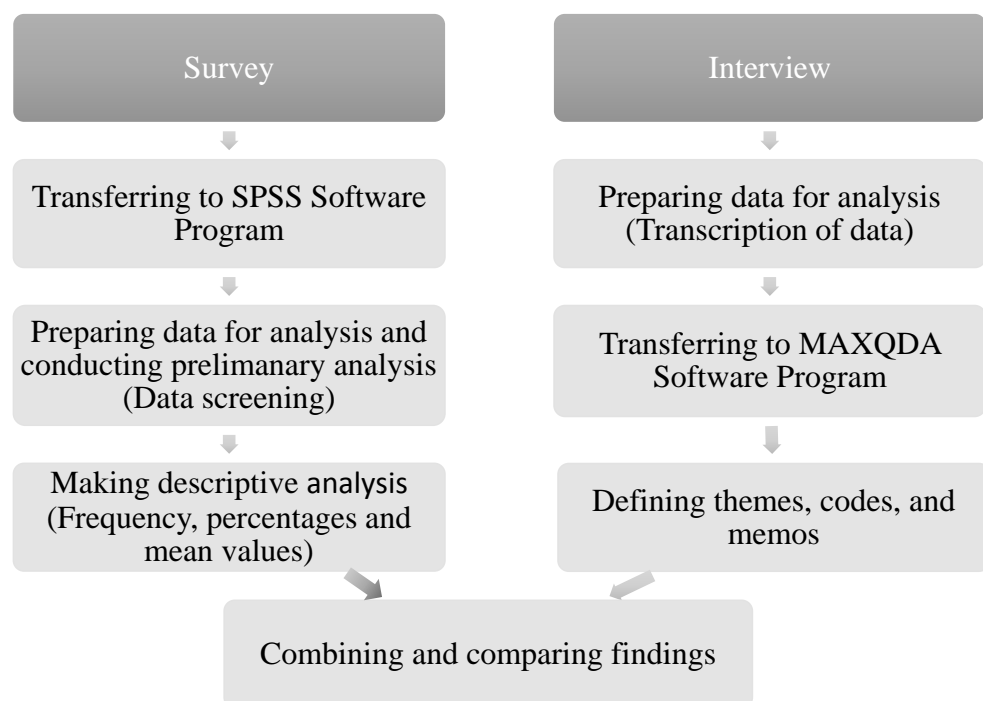 Survey
Transferring to SPSS Software
Program
Preparing data for analysis and
conducting prelimanary analysis
(Data screening)
Making descriptive analysis
(Frequency, percentages and
mean values)
Interview
Preparing data for analysis
(Transcription of data)
Transferring to MAXQDA
Software Program
Defining themes, codes, and
memos
Combining and comparing findings